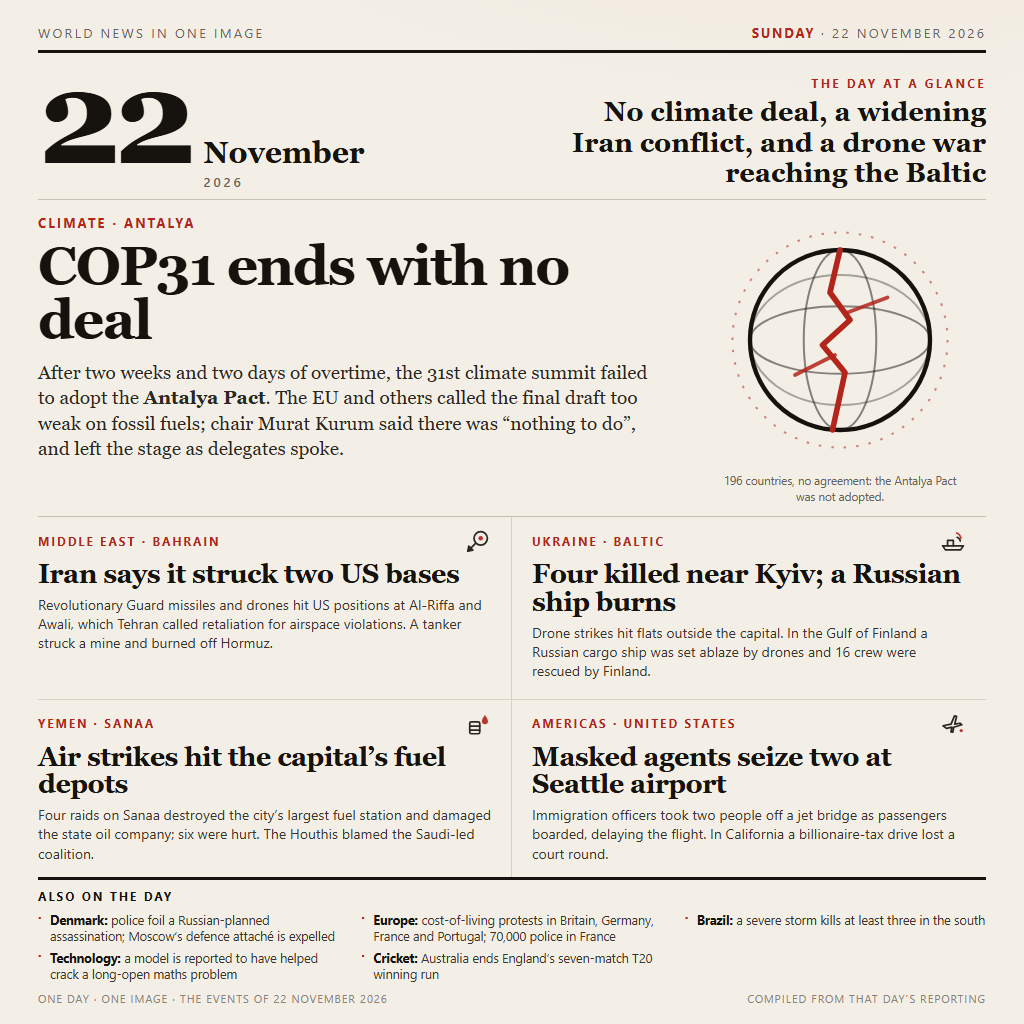 WORLD NEWS IN ONE IMAGE
SUNDAY · 22 NOVEMBER 2026
22 November
2026
THE DAY AT A GLANCE
No climate deal, a widening
Iran conflict, and a drone war
reaching the Baltic
CLIMATE · ANTALYA
COP31 ends with no
deal
After two weeks and two days of overtime, the 31st climate summit failed
to adopt the Antalya Pact. The EU and others called the final draft too
weak on fossil fuels; chair Murat Kurum said there was “nothing to do”,
and left the stage as delegates spoke.
196 countries, no agreement: the Antalya Pact
was not adopted.
MIDDLE EAST · BAHRAIN
Iran says it struck two US bases
Revolutionary Guard missiles and drones hit US positions at Al-Riffa and
Awali, which Tehran called retaliation for airspace violations. A tanker
struck a mine and burned off Hormuz.
UKRAINE · BALTIC
Four killed near Kyiv; a Russian
ship burns
Drone strikes hit flats outside the capital. In the Gulf of Finland a
Russian cargo ship was set ablaze by drones and 16 crew were
rescued by Finland.
YEMEN · SANAA
Air strikes hit the capital’s fuel
depots
Four raids on Sanaa destroyed the city’s largest fuel station and damaged
the state oil company; six were hurt. The Houthis blamed the Saudi-led
coalition.
AMERICAS · UNITED STATES
Masked agents seize two at
Seattle airport
Immigration officers took two people off a jet bridge as passengers
boarded, delaying the flight. In California a billionaire-tax drive lost a
court round.
ALSO ON THE DAY
· Denmark: police foil a Russian-planned
assassination; Moscow’s defence attaché is expelled
· Technology: a model is reported to have helped
crack a long-open maths problem
· Europe: cost-of-living protests in Britain, Germany,
France and Portugal; 70,000 police in France
· Cricket: Australia ends England’s seven-match T20
winning run
· Brazil: a severe storm kills at least three in the south
ONE DAY · ONE IMAGE · THE EVENTS OF 22 NOVEMBER 2026
COMPILED FROM THAT DAY’S REPORTING